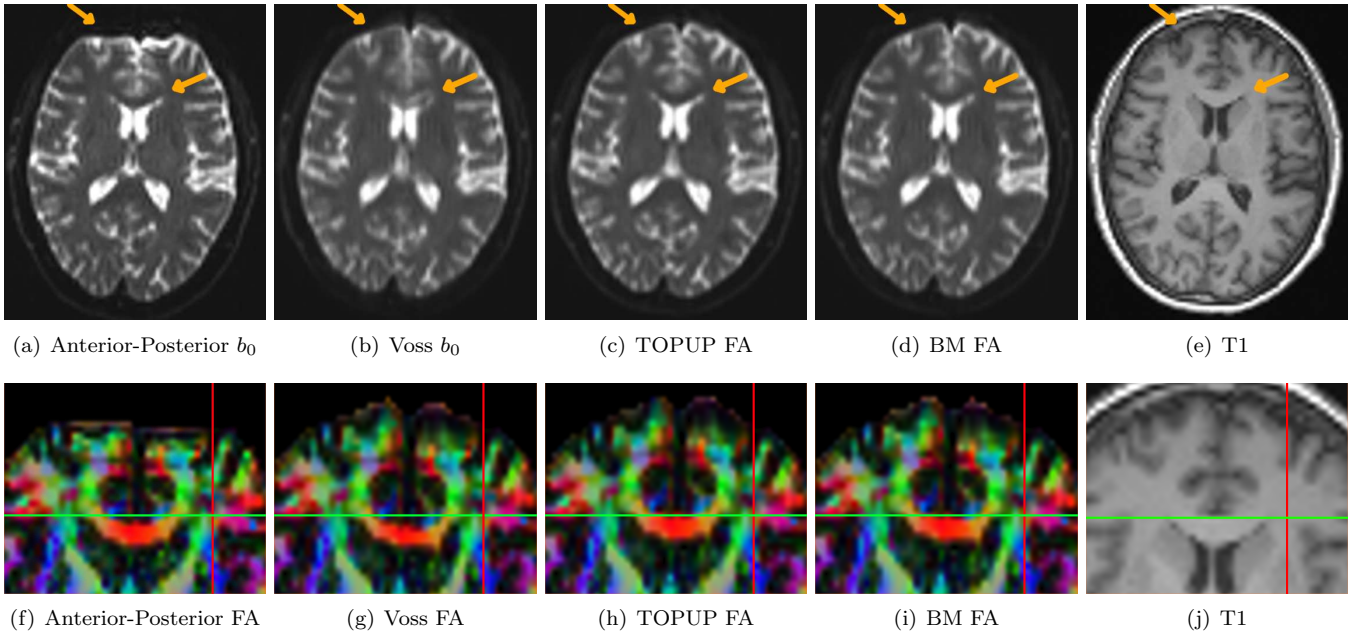 (a) Anterior-Posterior b0
(b) Voss b0
(c) TOPUP FA
(d) BM FA
(e) T1
(f) Anterior-Posterior FA
(g) Voss FA
(h) TOPUP FA
(i) BM FA
(j) T1